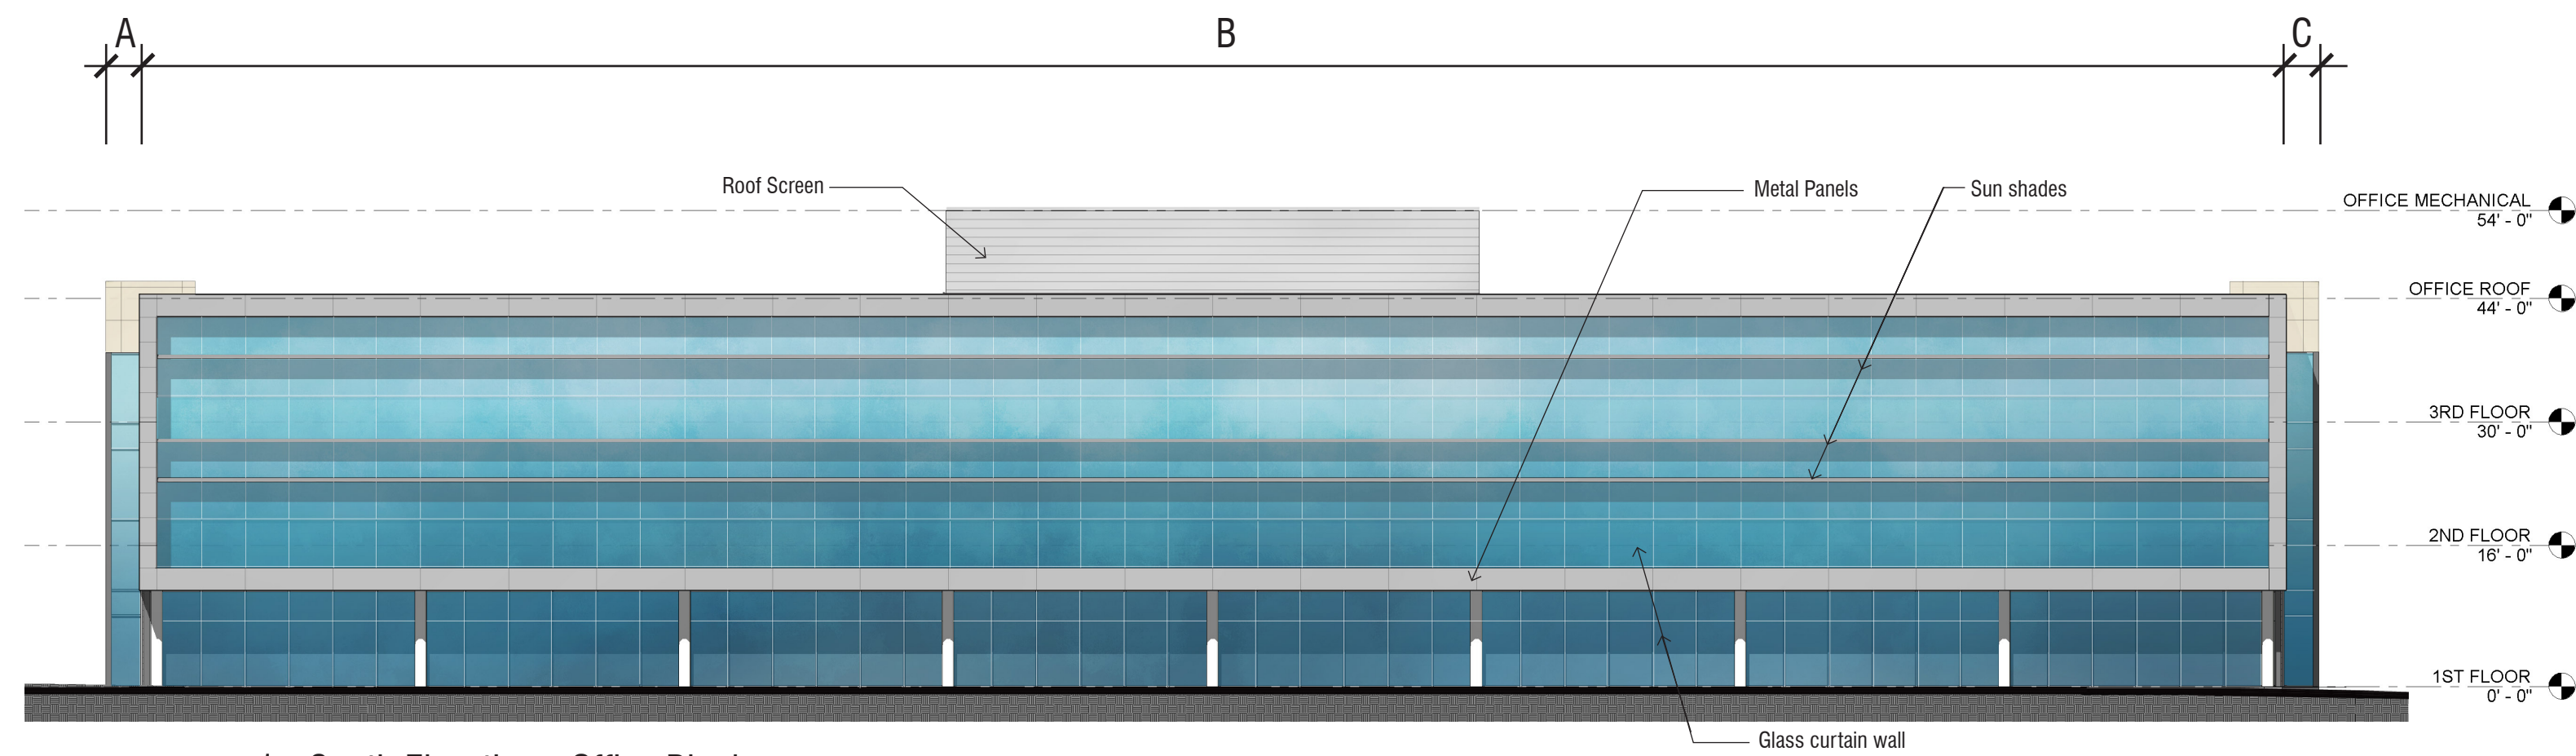 A
B
C
Roof Screen
Metal Panels
Sun shades
OFFICE MECHANICAL
54' - 0"
OFFICE ROOF
44' - 0"
3RD FLOOR
30' - 0"
2ND FLOOR
16' - 0"
1ST FLOOR
0' - 0"
Glass curtain wall